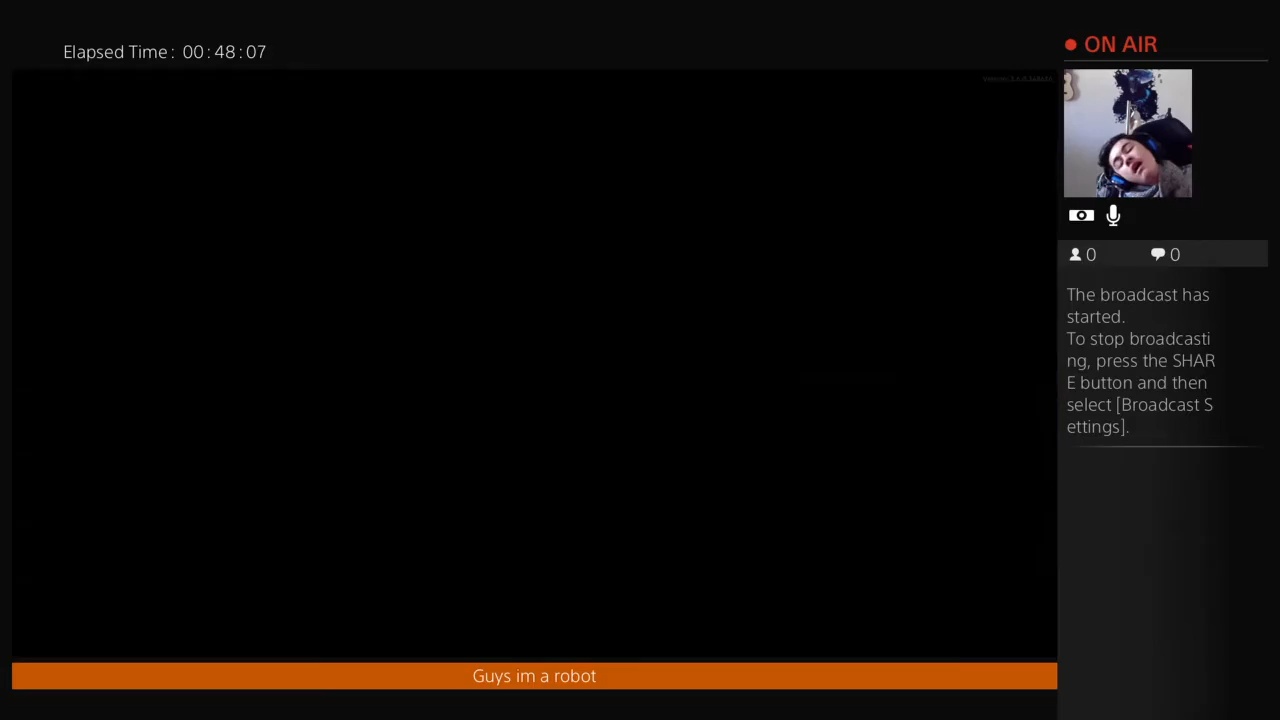 Elapsed Time: 00:48:07
ON AIR
0 0
The broadcast has
started.
To stop broadcasti
ng, press the SHAR
E button and then
select [Broadcast S
ettings].
Guys im a robot